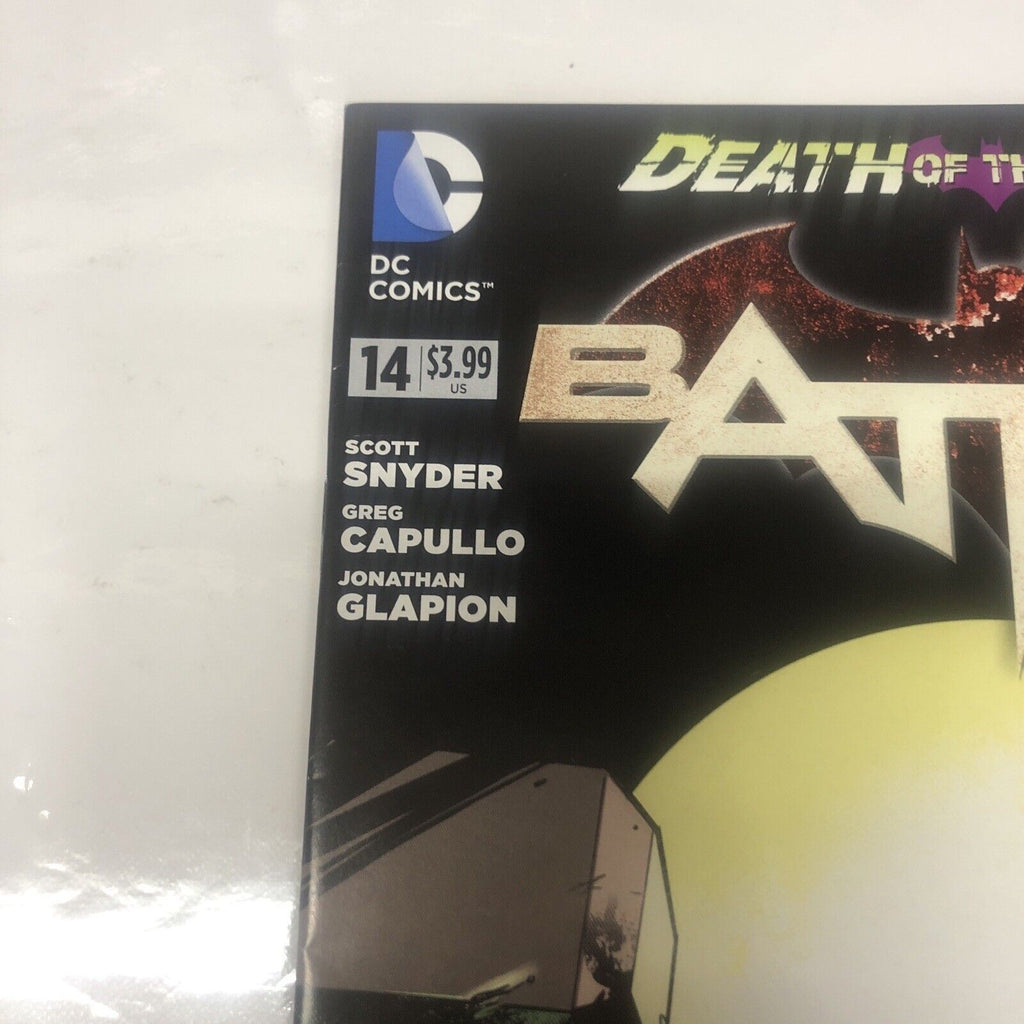 DEATH OF TH
DC
COMICS™
BAT
14 $3.99
US
SCOTT
SNYDER
GREG
CAPULLO
JONATHAN
GLAPION